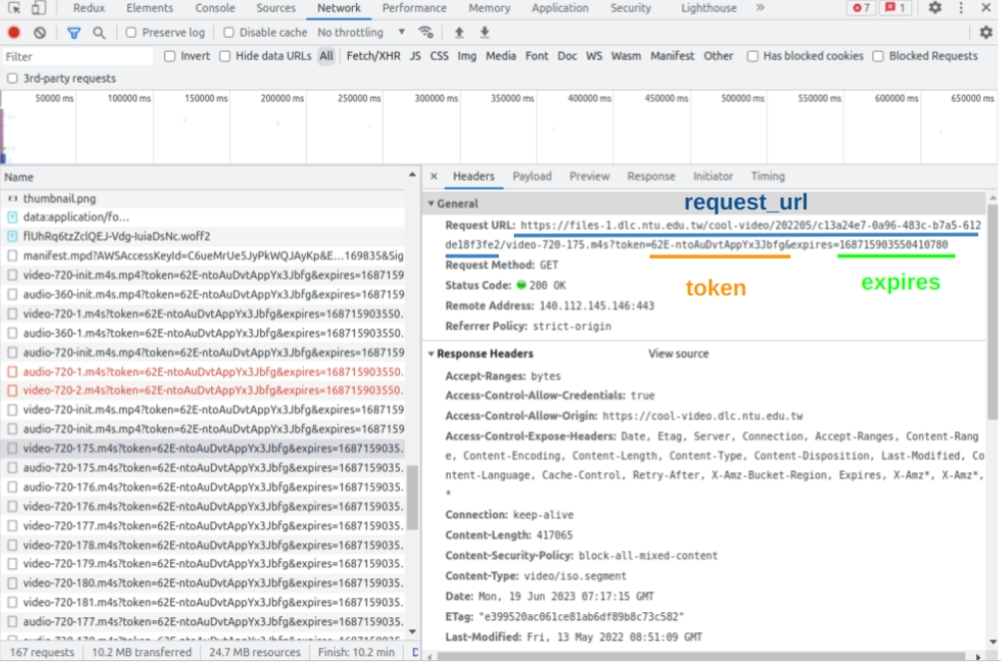 Redux Elements Console Sources Network Performance Memory Application Security Lighthouse » 7 1
Preserve log Disable cache No throttling
Filter Invert Hide data URLs All Fetch/XHR JS CSS Img Media Font Doc WS Wasm Manifest Other Has blocked cookies Blocked Requests
3rd-party requests
50000 ms 100000 ms 150000 ms 200000 ms 250000 ms 300000 ms 350000 ms 400000 ms 450000 ms 500000 ms 550000 ms 600000 ms 650000 ms
Name
thumbnail.png
data:application/fo...
flUhRq6tzZclQEJ-Vdg-IuiaDsNc.woff2
manifest.mpd?AWSAccessKeyId=C6ueMrUe5JyPkWQJAyKp&E...169835&Sig
video-720-init.m4s.mp4?token=62E-ntoAuDvtAppYx3Jbfg&expires=1687159
audio-360-init.m4s.mp4?token=62E-ntoAuDvtAppYx3Jbfg&expires=1687159
video-720-1.m4s?token=62E-ntoAuDvtAppYx3Jbfg&expires=168715903550.
audio-360-1.m4s?token=62E-ntoAuDvtAppYx3Jbfg&expires=168715903550.
audio-720-init.m4s.mp4?token=62E-ntoAuDvtAppYx3Jbfg&expires=1687159
audio-720-1.m4s?token=62E-ntoAuDvtAppYx3Jbfg&expires=168715903550.
video-720-2.m4s?token=62E-ntoAuDvtAppYx3Jbfg&expires=168715903550.
video-720-init.m4s.mp4?token=62E-ntoAuDvtAppYx3Jbfg&expires=1687159
audio-720-init.m4s.mp4?token=62E-ntoAuDvtAppYx3Jbfg&expires=1687159
video-720-175.m4s?token=62E-ntoAuDvtAppYx3Jbfg&expires=1687159035.
audio-720-175.m4s?token=62E-ntoAuDvtAppYx3Jbfg&expires=1687159035.
audio-720-176.m4s?token=62E-ntoAuDvtAppYx3Jbfg&expires=1687159035.
video-720-176.m4s?token=62E-ntoAuDvtAppYx3Jbfg&expires=1687159035.
video-720-177.m4s?token=62E-ntoAuDvtAppYx3Jbfg&expires=1687159035.
video-720-178.m4s?token=62E-ntoAuDvtAppYx3Jbfg&expires=1687159035.
video-720-179.m4s?token=62E-ntoAuDvtAppYx3Jbfg&expires=1687159035.
video-720-180.m4s?token=62E-ntoAuDvtAppYx3Jbfg&expires=1687159035.
video-720-181.m4s?token=62E-ntoAuDvtAppYx3Jbfg&expires=1687159035.
audio-720-177.m4s?token=62E-ntoAuDvtAppYx3Jbfg&expires=1687159035.
167 requests 10.2 MB transferred 24.7 MB resources Finish: 10.2 min
Headers Payload Preview Response Initiator Timing
General
request_url
Request URL: https://files-1.dlc.ntu.edu.tw/cool-video/202205/c13a24e7-0a96-483c-b7a5-612
de18f3fe2/video-720-175.m4s?token=62E-ntoAuDvtAppYx3Jbfg&expires=168715903550410780
Request Method: GET
Status Code: 200 OK
token
expires
Remote Address: 140.112.145.146:443
Referrer Policy: strict-origin
Response Headers View source
Accept-Ranges: bytes
Access-Control-Allow-Credentials: true
Access-Control-Allow-Origin: https://cool-video.dlc.ntu.edu.tw
Access-Control-Expose-Headers: Date, Etag, Server, Connection, Accept-Ranges, Content-Rang
e, Content-Encoding, Content-Length, Content-Type, Content-Disposition, Last-Modified, Co
ntent-Language, Cache-Control, Retry-After, X-Amz-Bucket-Region, Expires, X-Amz*, X-Amz*,
*
Connection: keep-alive
Content-Length: 417065
Content-Security-Policy: block-all-mixed-content
Content-Type: video/iso.segment
Date: Mon, 19 Jun 2023 07:17:15 GMT
ETag: "e399520ac061ce81ab6df89b8c73c582"
Last-Modified: Fri, 13 May 2022 08:51:09 GMT